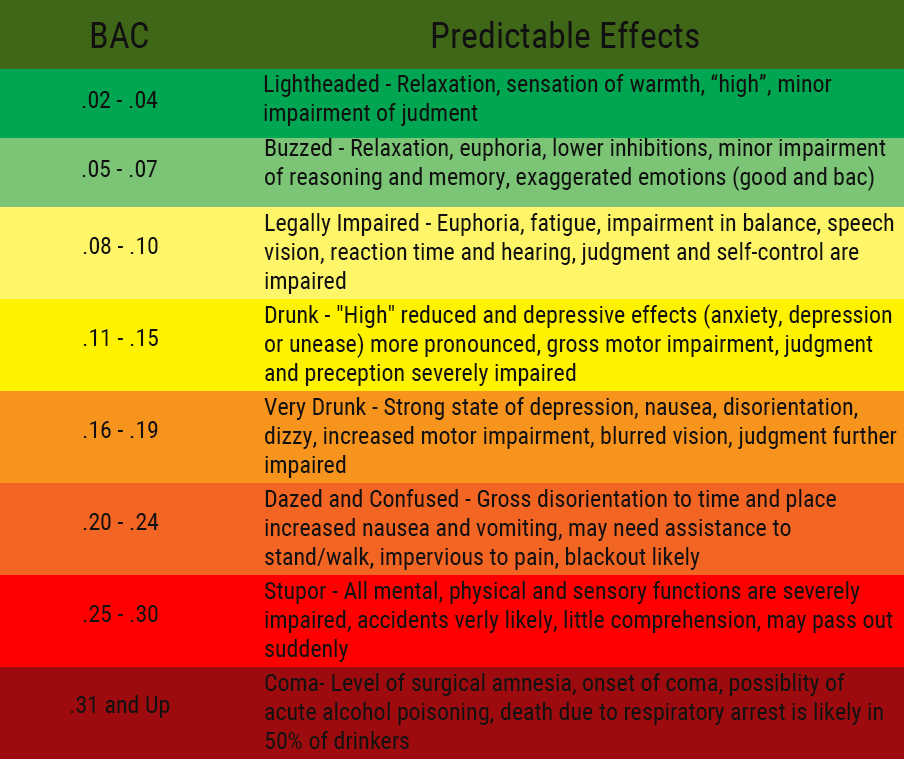 BAC Predictable Effects
.02 - .04
Lightheaded - Relaxation, sensation of warmth, “high”, minor
impairment of judment
.05 - .07
Buzzed - Relaxation, euphoria, lower inhibitions, minor impairment
of reasoning and memory, exaggerated emotions (good and bac)
.08 - .10
Legally Impaired - Euphoria, fatigue, impairment in balance, speech
vision, reaction time and hearing, judgment and self-control are
impaired
.11 - .15
Drunk - "High" reduced and depressive effects (anxiety, depression
or unease) more pronounced, gross motor impairment, judgment
and preception severely impaired
.16 - .19
Very Drunk - Strong state of depression, nausea, disorientation,
dizzy, increased motor impairment, blurred vision, judgment further
impaired
.20 - .24
Dazed and Confused - Gross disorientation to time and place
increased nausea and vomiting, may need assistance to
stand/walk, impervious to pain, blackout likely
.25 - .30
Stupor - All mental, physical and sensory functions are severely
impaired, accidents verly likely, little comprehension, may pass out
suddenly
.31 and Up
Coma- Level of surgical amnesia, onset of coma, possiblity of
acute alcohol poisoning, death due to respiratory arrest is likely in
50% of drinkers